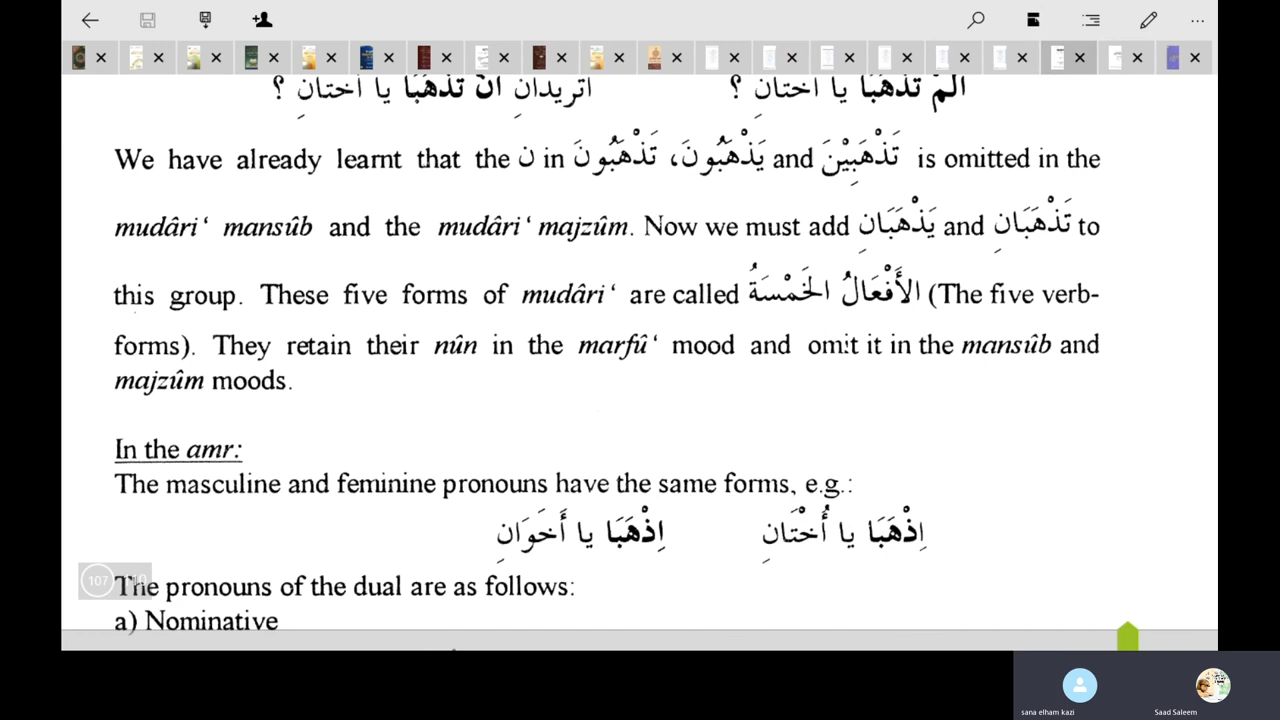 أَلَمْ تَذْهَبَا يا أختانِ ؟ أتريدانِ أنْ تَذْهَبَا يا أختانِ ؟
We have already learnt that the ن in تَذْهَبُونَ ،يَذْهَبُونَ and تَذْهَبِيْنَ is omitted in the
mudâri‘ mansûb and the mudâri‘ majzûm. Now we must add يَذْهَبَانِ and تَذْهَبَانِ to
this group. These five forms of mudâri‘ are called الأَفْعَالُ الخَمْسَةُ (The five verb-
forms). They retain their nûn in the marfû‘ mood and omit it in the mansûb and
majzûm moods.
In the amr:
The masculine and feminine pronouns have the same forms, e.g.:
اِذْهَبَا يا أُخْتَانِ اِذْهَبَا يا أَخَوَانِ
107
The pronouns of the dual are as follows:
a) Nominative
sana elham kazi
Saad Saleem